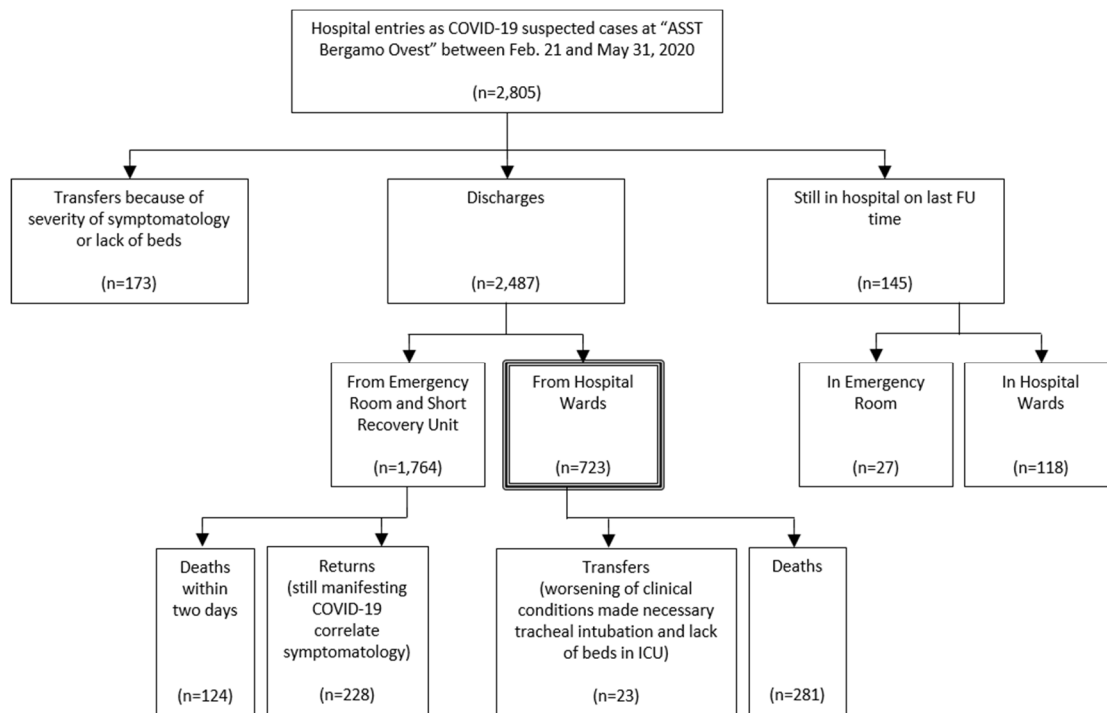 Hospital entries as COVID-19 suspected cases at “ASST
Bergamo Ovest” between Feb. 21 and May 31, 2020
(n=2,805)
Transfers because of
severity of symptomatology
or lack of beds
(n=173)
Discharges
(n=2,487)
Still in hospital on last FU
time
(n=145)
From Emergency
Room and Short
Recovery Unit
(n=1,764)
From Hospital
Wards
(n=723)
In Emergency
Room
(n=27)
In Hospital
Wards
(n=118)
Deaths
within
two days
(n=124)
Returns
(still manifesting
COVID-19
correlate
symptomatology)
(n=228)
Transfers
(worsening of clinical
conditions made necessary
tracheal intubation and lack
of beds in ICU)
(n=23)
Deaths
(n=281)